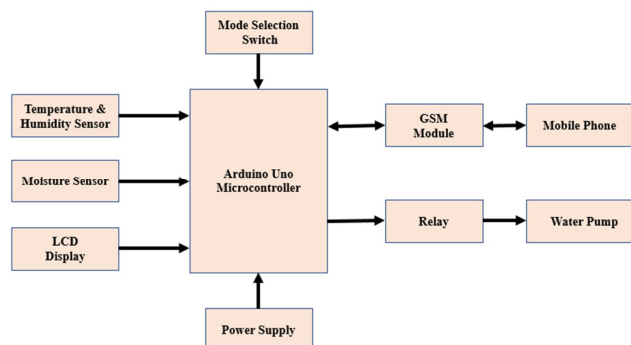 Mode Selection
Switch
Temperature &
Humidity Sensor
Moisture Sensor
LCD
Display
Arduino Uno
Microcontroller
GSM
Module
Mobile Phone
Relay
Water Pump
Power Supply